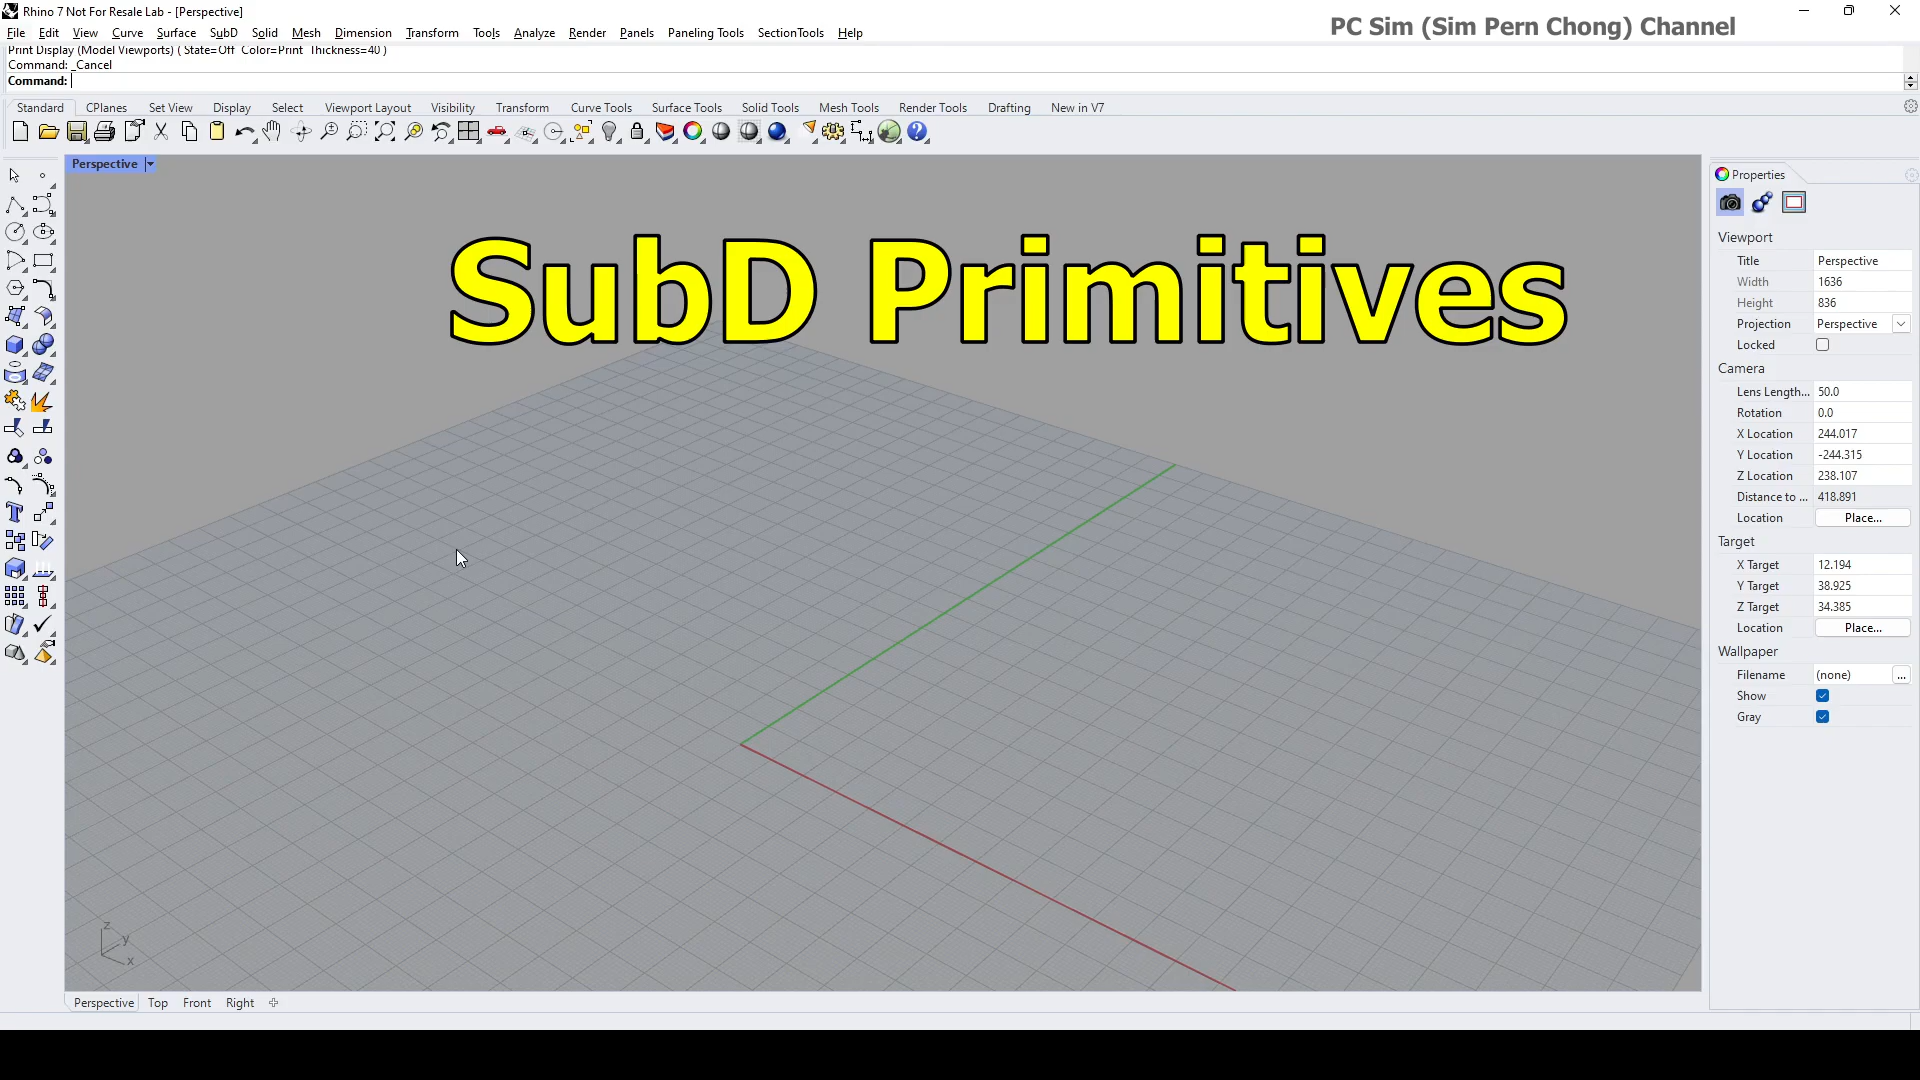 Rhino 7 Not For Resale Lab - [Perspective]
File Edit View Curve Surface SubD Solid Mesh Dimension Transform Tools Analyze Render Panels Paneling Tools SectionTools Help
PC Sim (Sim Pern Chong) Channel
Print Display (Model Viewports) ( State=Off Color=Print Thickness=40 )
Command: _Cancel
Command:
Standard CPlanes Set View Display Select Viewport Layout Visibility Transform Curve Tools Surface Tools Solid Tools Mesh Tools Render Tools Drafting New in V7
Perspective
SubD Primitives
z
y
x
Perspective Top Front Right
Properties
Viewport
Title Perspective
Width 1636
Height 836
Projection Perspective
Locked
Camera
Lens Length... 50.0
Rotation 0.0
X Location 244.017
Y Location -244.315
Z Location 238.107
Distance to ... 418.891
Location Place...
Target
X Target 12.194
Y Target 38.925
Z Target 34.385
Location Place...
Wallpaper
Filename (none) ...
Show
Gray